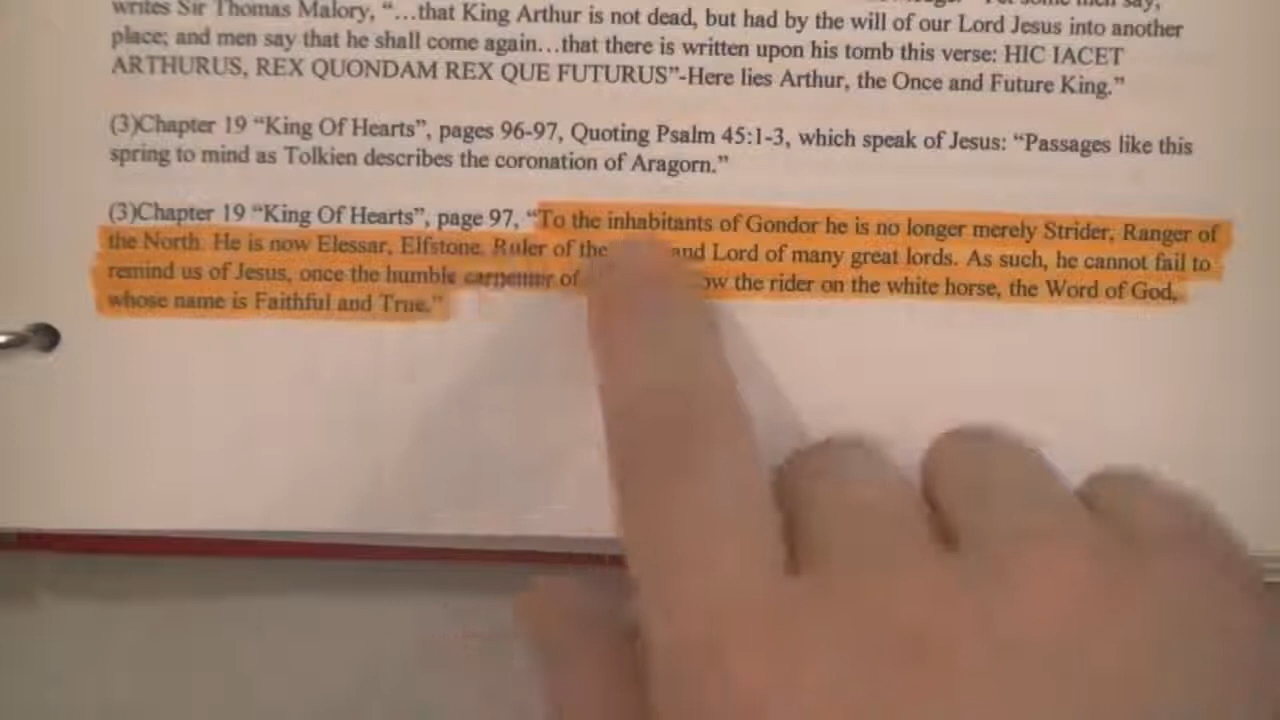 writes Sir Thomas Malory, “…that King Arthur is not dead, but had by the will of our Lord Jesus into another
place; and men say that he shall come again…that there is written upon his tomb this verse: HIC IACET
ARTHURUS, REX QUONDAM REX QUE FUTURUS”-Here lies Arthur, the Once and Future King.”
(3)Chapter 19 “King Of Hearts”, pages 96-97, Quoting Psalm 45:1-3, which speak of Jesus: “Passages like this
spring to mind as Tolkien describes the coronation of Aragorn.”
(3)Chapter 19 “King Of Hearts”, page 97, “To the inhabitants of Gondor he is no longer merely Strider, Ranger of
the North. He is now Elessar, Elfstone, Ruler of the and Lord of many great lords. As such, he cannot fail to
remind us of Jesus, once the humble carpenter of the rider on the white horse, the Word of God,
whose name is Faithful and True.”